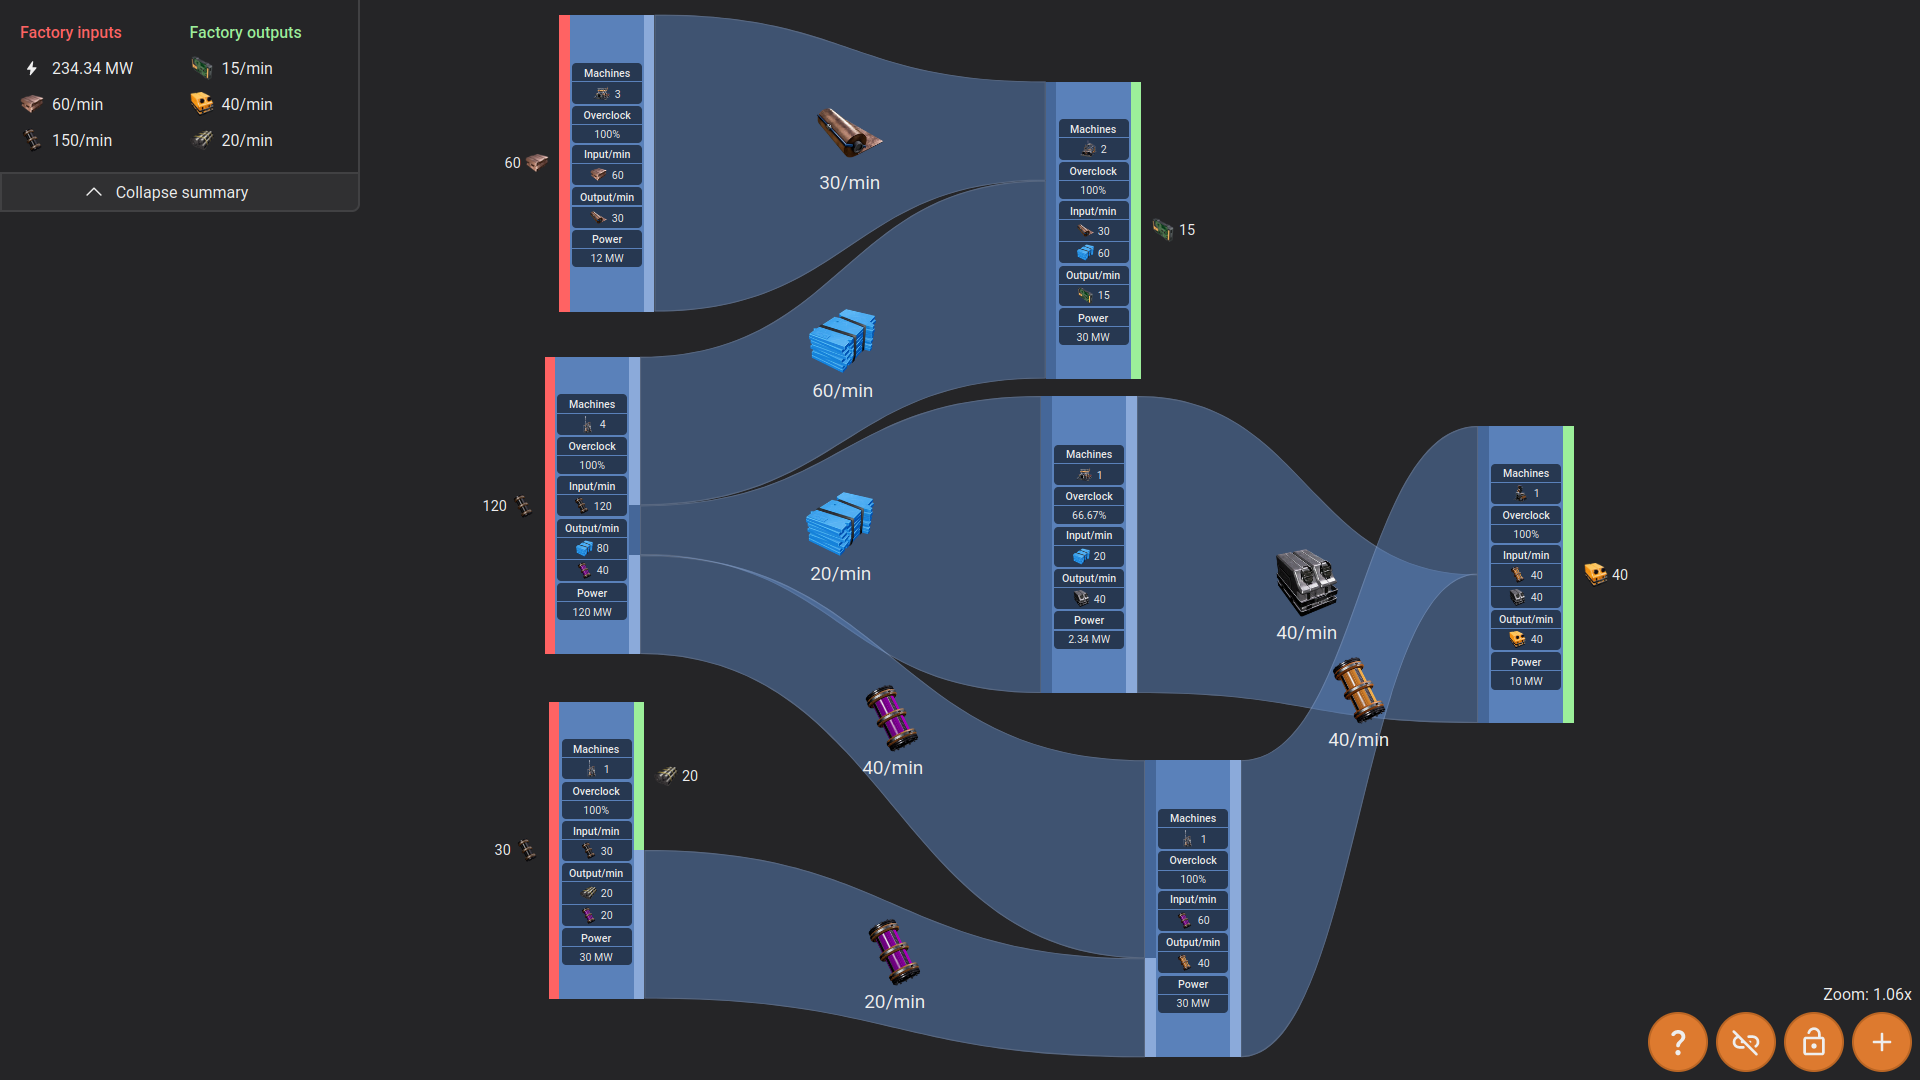 Factory inputs
Factory outputs
234.34 MW
15/min
60/min
40/min
150/min
20/min
Collapse summary
60
Machines
3
Overclock
100%
Input/min
60
Output/min
30
Power
12 MW
30/min
Machines
2
Overclock
100%
Input/min
30
60
Output/min
15
Power
30 MW
15
60/min
120
Machines
4
Overclock
100%
Input/min
120
Output/min
80
40
Power
120 MW
20/min
Machines
1
Overclock
66.67%
Input/min
20
Output/min
40
Power
2.34 MW
40/min
Machines
1
Overclock
100%
Input/min
40
40
Output/min
40
Power
10 MW
40
40/min
40/min
30
Machines
1
Overclock
100%
Input/min
30
Output/min
20
20
Power
30 MW
20
20/min
Machines
1
Overclock
100%
Input/min
60
Output/min
40
Power
30 MW
Zoom: 1.06x